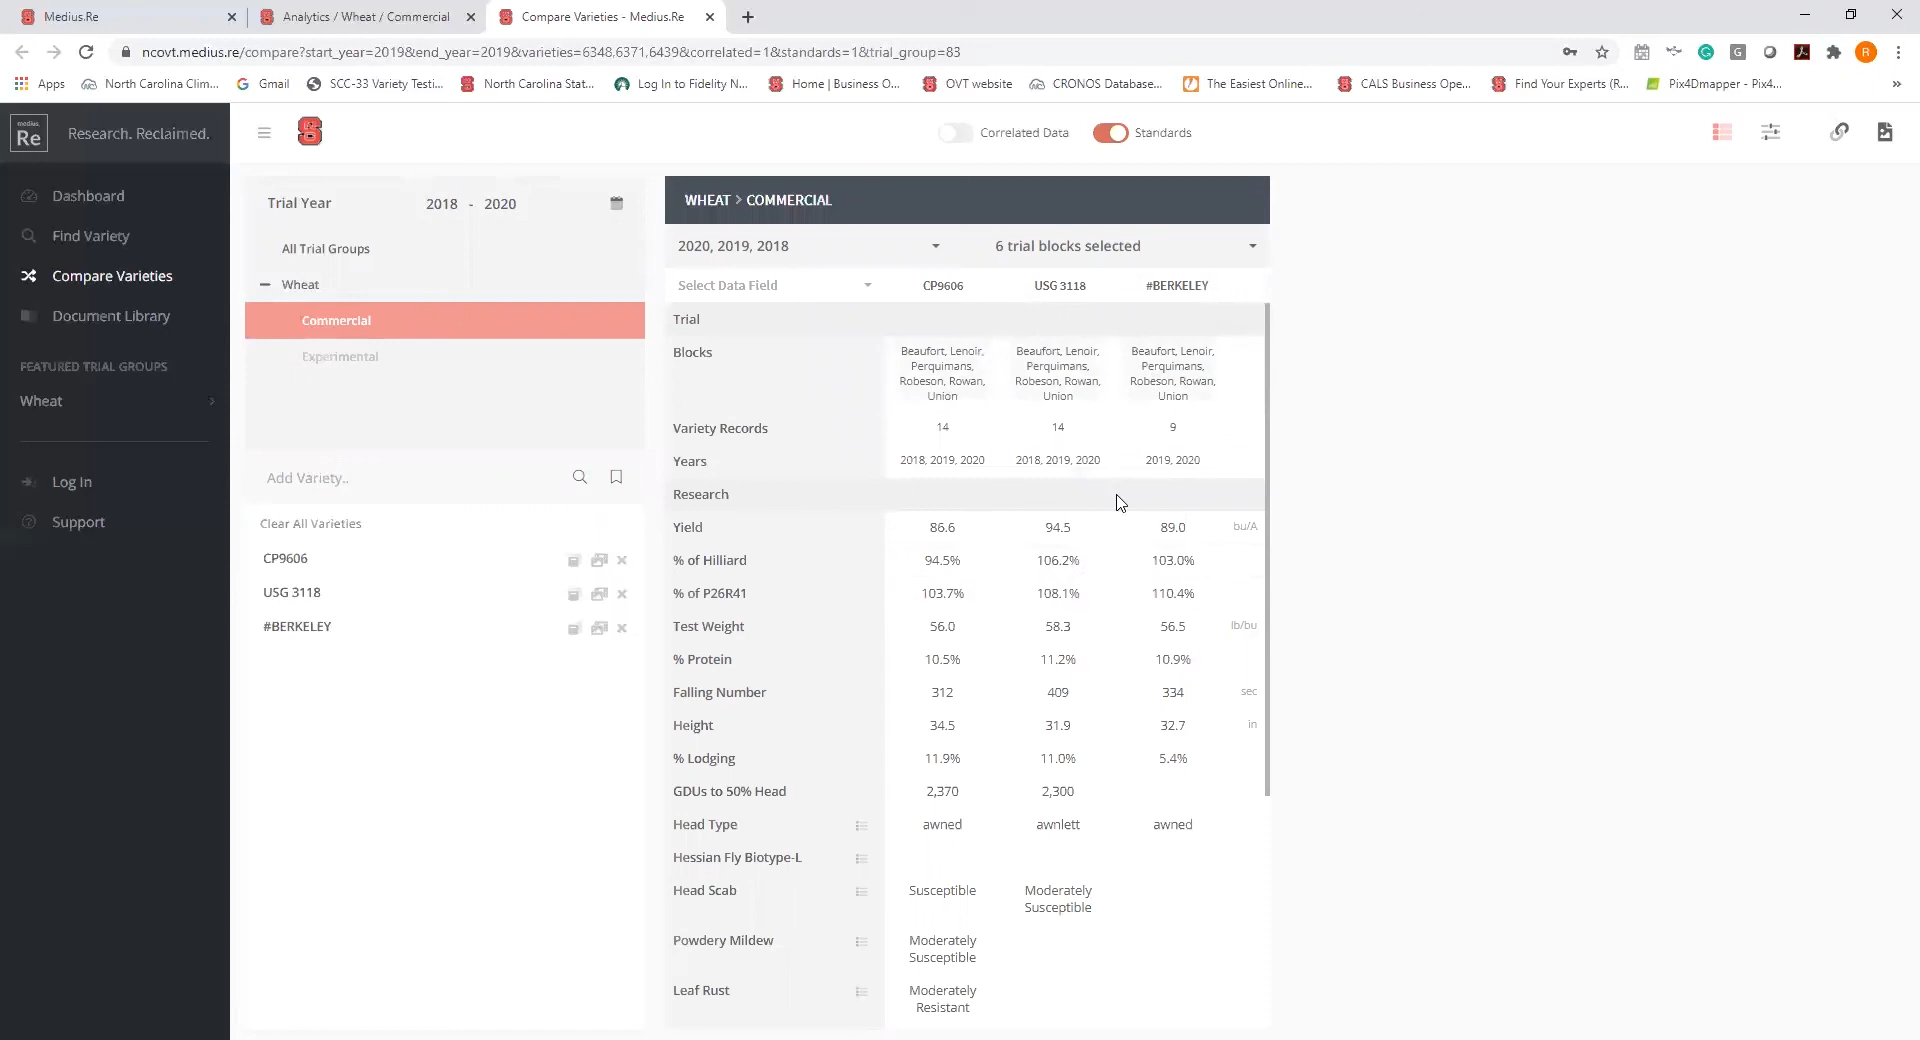 Medius.Re
Analytics / Wheat / Commercial
Compare Varieties - Medius.Re
ncovt.medius.re/compare?start_year=2019&end_year=2019&varieties=6348,6371,6439&correlated=1&standards=1&trial_group=83
R
Apps
North Carolina Clim...
Gmail
SCC-33 Variety Testi...
North Carolina Stat...
Log In to Fidelity N...
Home | Business O...
OVT website
CRONOS Database...
The Easiest Online...
CALS Business Ope...
Find Your Experts (R...
Pix4Dmapper - Pix4...
»
medius.
Re
Research. Reclaimed.
Correlated Data
Standards
Dashboard
Find Variety
Compare Varieties
Document Library
FEATURED TRIAL GROUPS
Wheat
Log In
Support
Trial Year 2018 - 2020
All Trial Groups
Wheat
Commercial
Experimental
Add Variety..
Clear All Varieties
CP9606
USG 3118
#BERKELEY
WHEAT > COMMERCIAL
2020, 2019, 2018 6 trial blocks selected
Select Data Field CP9606 USG 3118 #BERKELEY
Trial
Blocks Beaufort, Lenoir, Beaufort, Lenoir, Beaufort, Lenoir,
Perquimans, Perquimans, Perquimans,
Robeson, Rowan, Robeson, Rowan, Robeson, Rowan,
Union Union Union
Variety Records 14 14 9
Years 2018, 2019, 2020 2018, 2019, 2020 2019, 2020
Research
Yield 86.6 94.5 89.0 bu/A
% of Hilliard 94.5% 106.2% 103.0%
% of P26R41 103.7% 108.1% 110.4%
Test Weight 56.0 58.3 56.5 lb/bu
% Protein 10.5% 11.2% 10.9%
Falling Number 312 409 334 sec
Height 34.5 31.9 32.7 in
% Lodging 11.9% 11.0% 5.4%
GDUs to 50% Head 2,370 2,300
Head Type awned awnlett awned
Hessian Fly Biotype-L
Head Scab Susceptible Moderately
Susceptible
Powdery Mildew Moderately
Susceptible
Leaf Rust Moderately
Resistant